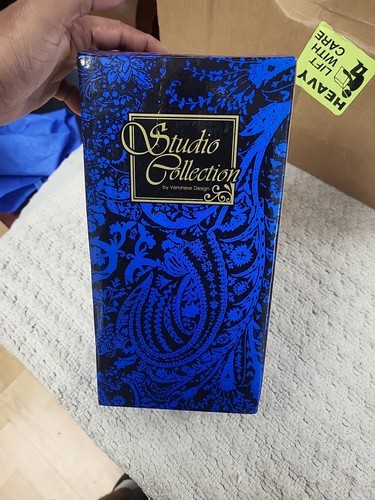 Studio
Collection
by Veronese Design
HEAVY
LIFT
WITH
CARE